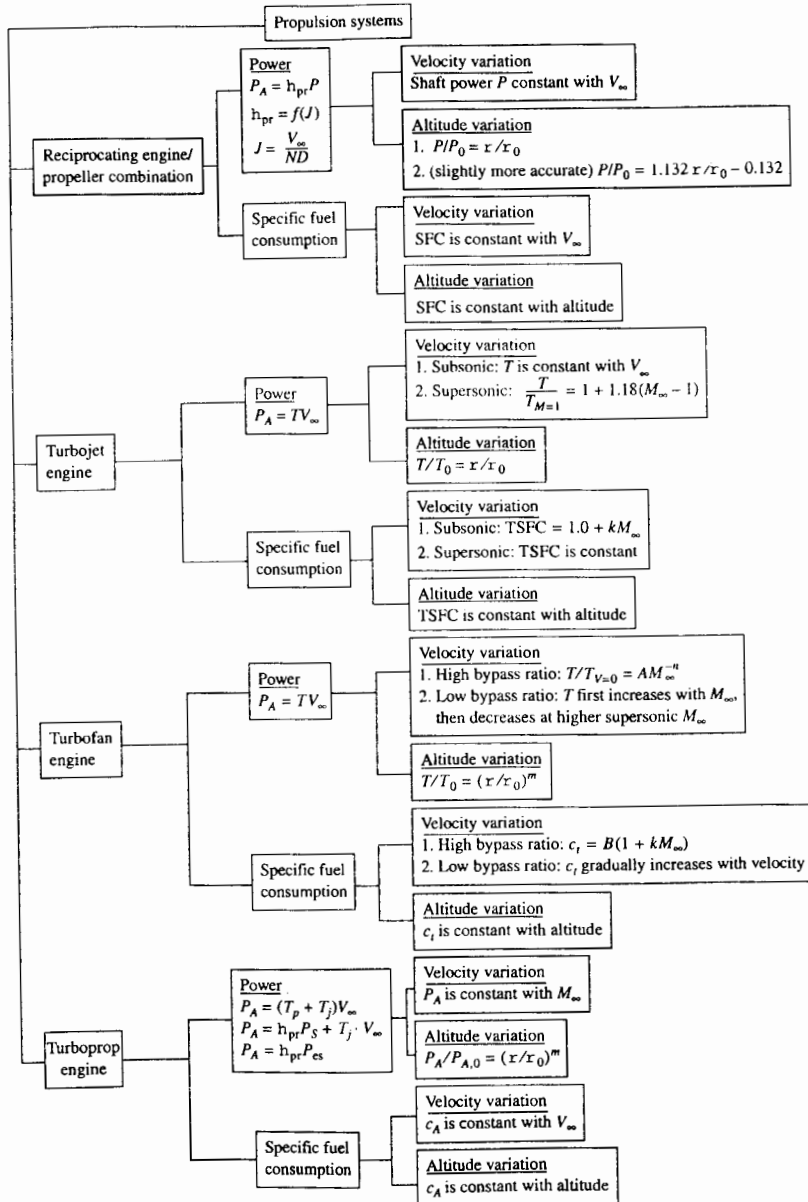 Propulsion systems
Reciprocating engine/
propeller combination
Power
P_A = h_pr P
h_pr = f(J)
J = V_∞/ND
Velocity variation
Shaft power P constant with V_∞
Altitude variation
1. P/P_0 = r/r_0
2. (slightly more accurate) P/P_0 = 1.132 r/r_0 – 0.132
Specific fuel
consumption
Velocity variation
SFC is constant with V_∞
Altitude variation
SFC is constant with altitude
Turbojet
engine
Power
P_A = TV_∞
Velocity variation
1. Subsonic: T is constant with V_∞
2. Supersonic: T/T_{M=1} = 1 + 1.18(M_∞ – 1)
Altitude variation
T/T_0 = r/r_0
Specific fuel
consumption
Velocity variation
1. Subsonic: TSFC = 1.0 + kM_∞
2. Supersonic: TSFC is constant
Altitude variation
TSFC is constant with altitude
Turbofan
engine
Power
P_A = TV_∞
Velocity variation
1. High bypass ratio: T/T_{V=0} = AM_∞^{-n}
2. Low bypass ratio: T first increases with M_∞,
then decreases at higher supersonic M_∞
Altitude variation
T/T_0 = (r/r_0)^m
Specific fuel
consumption
Velocity variation
1. High bypass ratio: c_t = B(1 + kM_∞)
2. Low bypass ratio: c_t gradually increases with velocity
Altitude variation
c_t is constant with altitude
Turboprop
engine
Power
P_A = (T_p + T_j)V_∞
P_A = h_pr P_S + T_j · V_∞
P_A = h_pr P_es
Velocity variation
P_A is constant with M_∞
Altitude variation
P_A/P_{A,0} = (r/r_0)^m
Specific fuel
consumption
Velocity variation
c_A is constant with V_∞
Altitude variation
c_A is constant with altitude